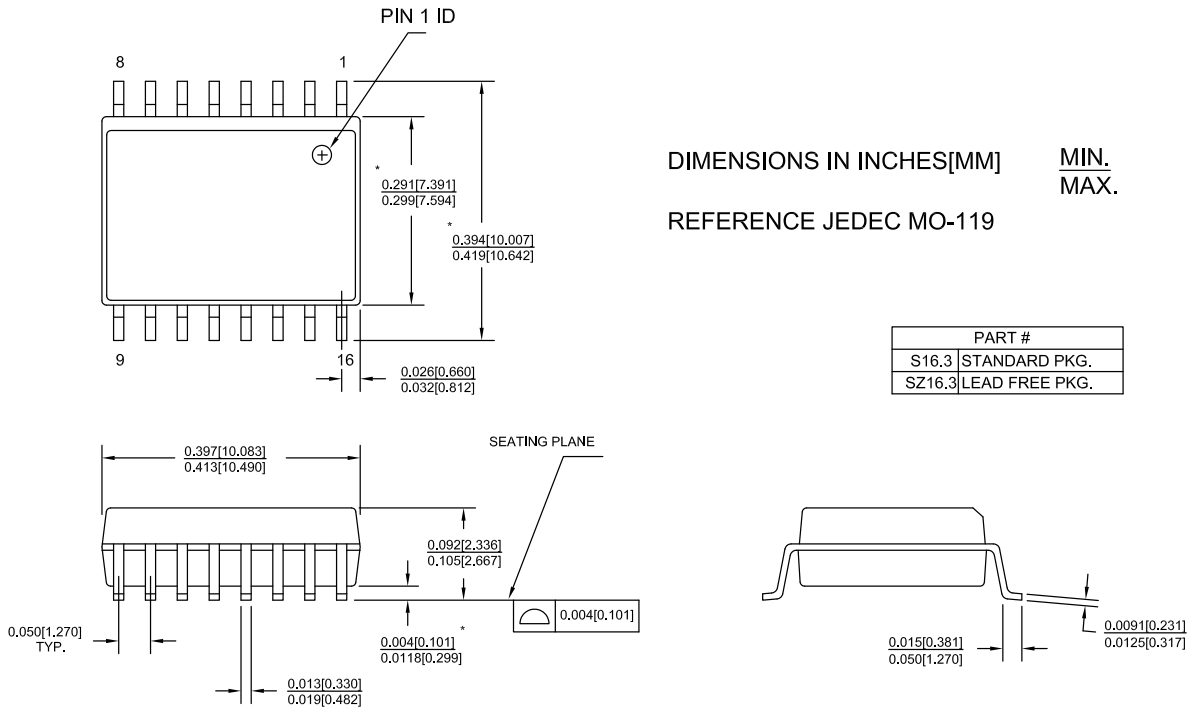 PIN 1 ID
8 1
*
0.291[7.391]
0.299[7.594]
*
0.394[10.007]
0.419[10.642]
9 16
0.026[0.660]
0.032[0.812]
DIMENSIONS IN INCHES[MM] MIN.
MAX.
REFERENCE JEDEC MO-119
PART #
S16.3 STANDARD PKG.
SZ16.3 LEAD FREE PKG.
0.397[10.083]
0.413[10.490]
SEATING PLANE
0.092[2.336]
0.105[2.667]
0.004[0.101]
0.050[1.270]
TYP.
*
0.004[0.101]
0.0118[0.299]
0.013[0.330]
0.019[0.482]
0.015[0.381]
0.050[1.270]
0.0091[0.231]
0.0125[0.317]